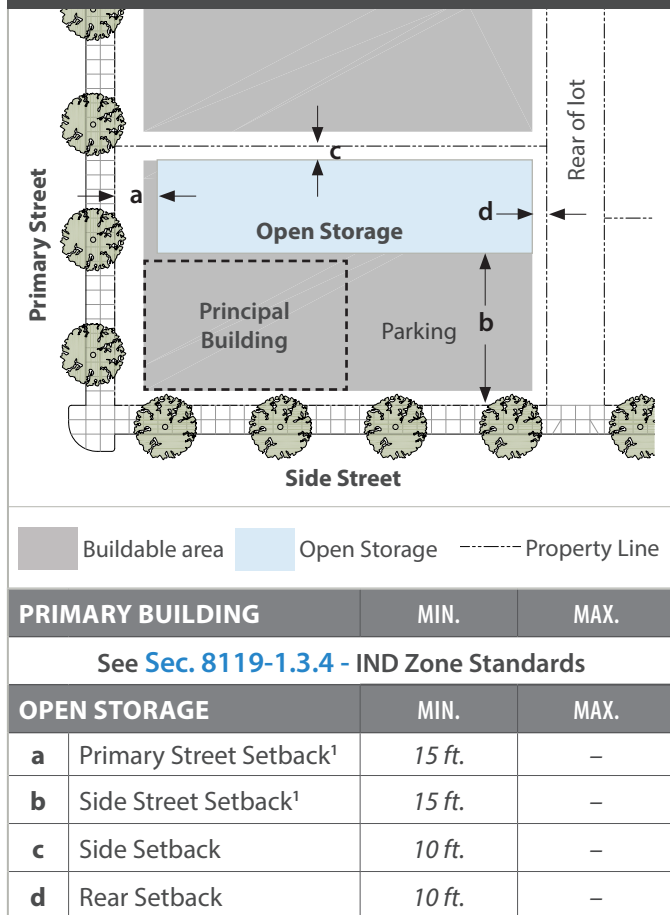 Rear of lot
c
a
d
Primary Street
Open Storage
Principal
Building
Parking
b
Side Street
Buildable area Open Storage Property Line
PRIMARY BUILDING MIN. MAX.
See Sec. 8119-1.3.4 - IND Zone Standards
OPEN STORAGE MIN. MAX.
a Primary Street Setback¹ 15 ft. –
b Side Street Setback¹ 15 ft. –
c Side Setback 10 ft. –
d Rear Setback 10 ft. –